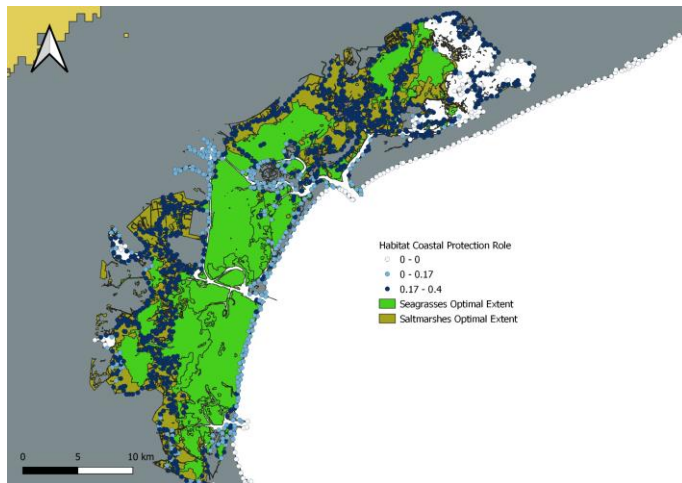 Habitat Coastal Protection Role
0 - 0
0 - 0.17
0.17 - 0.4
Seagrasses Optimal Extent
Saltmarshes Optimal Extent
0 5 10 km